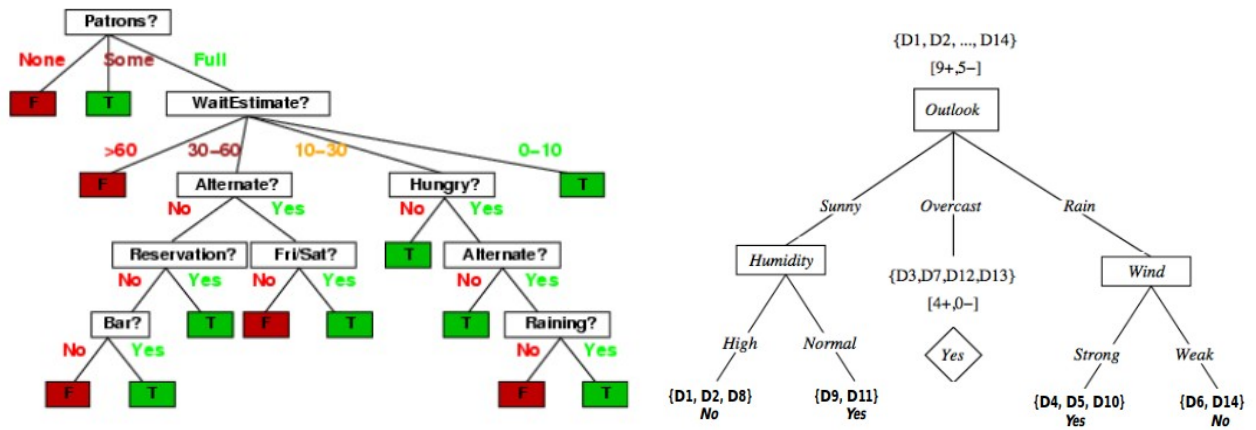 Patrons?
None Some Full
F T WaitEstimate?
>60 30–60 10–30 0–10
F Alternate? Hungry? T
No Yes No Yes
Reservation? Fri/Sat? T Alternate?
No Yes No Yes No Yes
Bar? T F T T Raining?
No Yes No Yes
F T F T
{D1, D2, ..., D14}
[9+,5−]
Outlook
Sunny Overcast Rain
Humidity {D3,D7,D12,D13} Wind
[4+,0−]
High Normal Yes Strong Weak
{D1, D2, D8} {D9, D11} {D4, D5, D10} {D6, D14}
No Yes Yes No